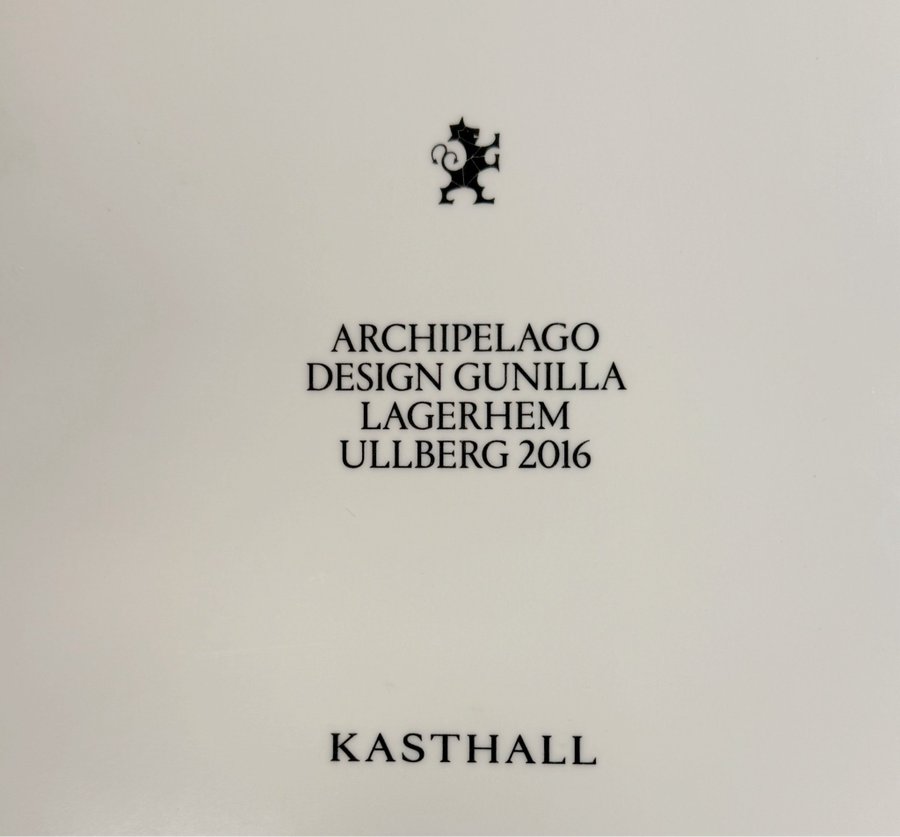 ARCHIPELAGO
DESIGN GUNILLA
LAGERHEM
ULLBERG 2016
KASTHALL